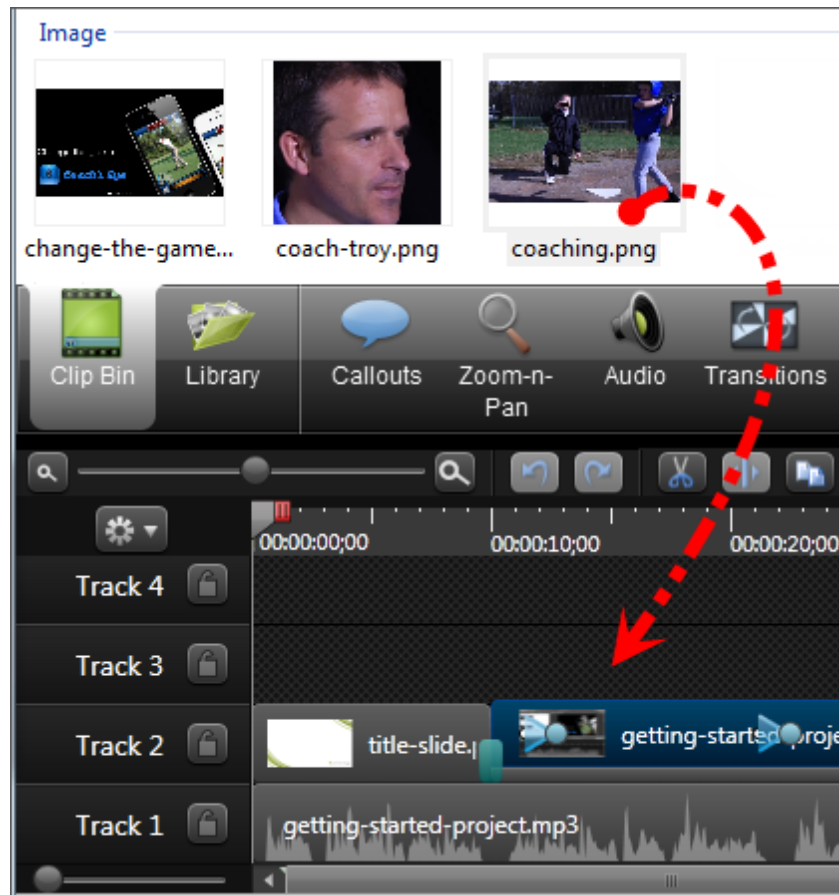 Image
Coach's Eye
change-the-game...
coach-troy.png
coaching.png
Clip Bin
Library
Callouts
Zoom-n-
Pan
Audio
Transitions
00:00:00;00
00:00:10;00
00:00:20;00
Track 4
Track 3
Track 2
title-slide.p
getting-started-proje
Track 1
getting-started-project.mp3